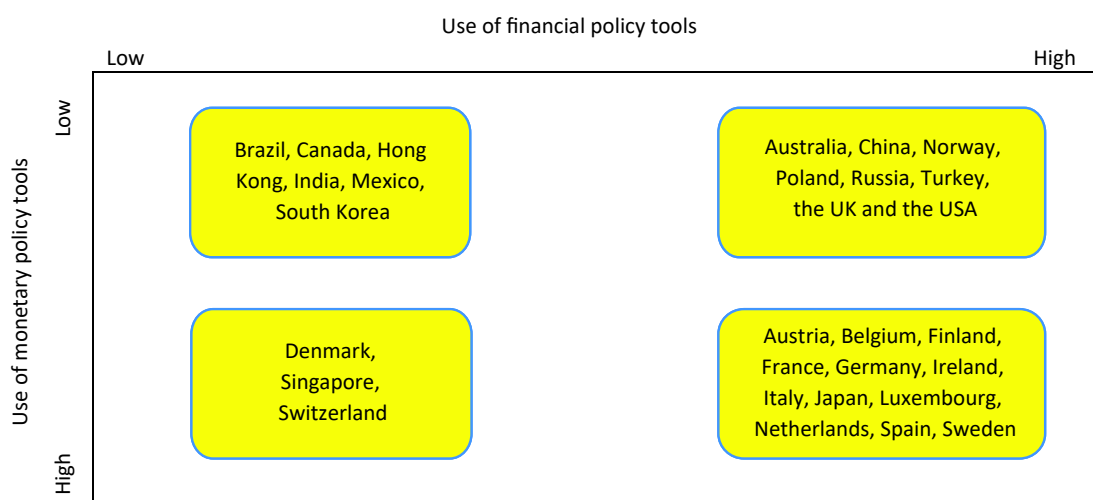 Use of financial policy tools
Low
High
Use of monetary policy tools
Low
High
Brazil, Canada, Hong
Kong, India, Mexico,
South Korea
Australia, China, Norway,
Poland, Russia, Turkey,
the UK and the USA
Denmark,
Singapore,
Switzerland
Austria, Belgium, Finland,
France, Germany, Ireland,
Italy, Japan, Luxembourg,
Netherlands, Spain, Sweden